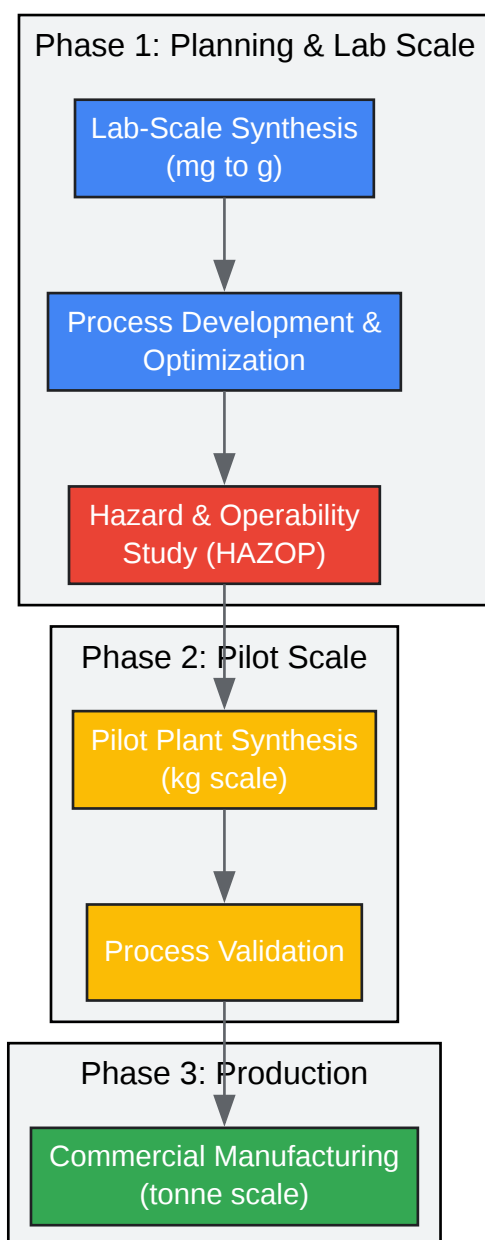 Phase 1: Planning & Lab Scale
Lab-Scale Synthesis
(mg to g)
Process Development &
Optimization
Hazard & Operability
Study (HAZOP)
Phase 2: Pilot Scale
Pilot Plant Synthesis
(kg scale)
Process Validation
Phase 3: Production
Commercial Manufacturing
(tonne scale)